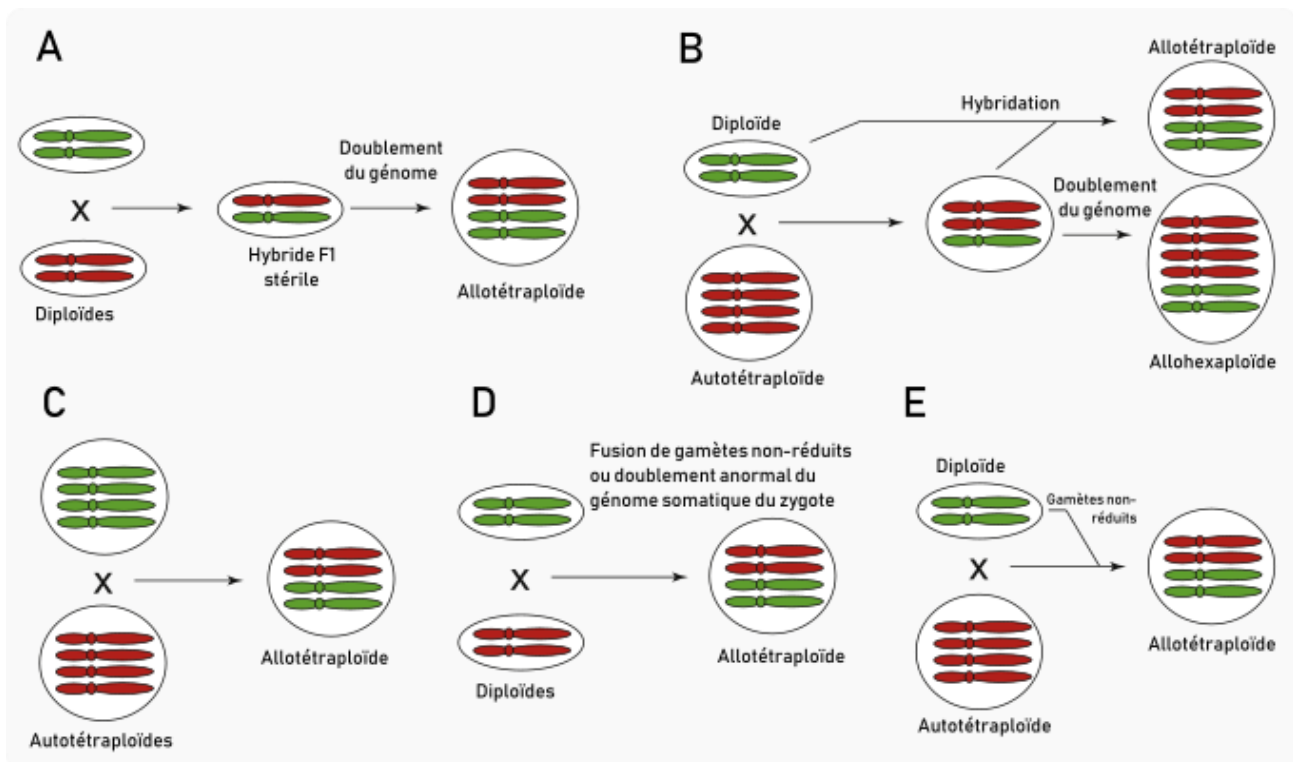 A
Diploïdes
X
Hybride F1
stérile
Doublement
du génome
Allotétraploïde
B
Diploïde
X
Autotétraploïde
Hybridation
Doublement
du génome
Allotétraploïde
Allohexaploïde
C
X
Autotétraploïdes
Allotétraploïde
D
Fusion de gamètes non-réduits
ou doublement anormal du
génome somatique du zygote
X
Diploïdes
Allotétraploïde
E
Diploïde
Gamètes non-
réduits
X
Autotétraploïde
Allotétraploïde